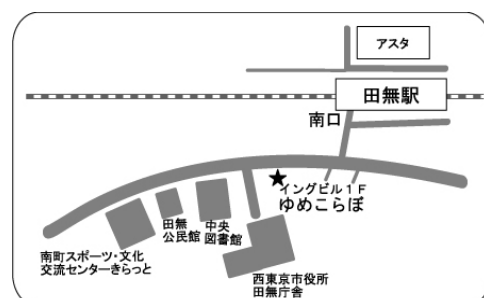 アスタ
田無駅
南口
イングビル1F
ゆめこらぼ
中央
図書館
田無
公民館
南町スポーツ・文化
交流センターきらっと
西東京市役所
田無庁舎